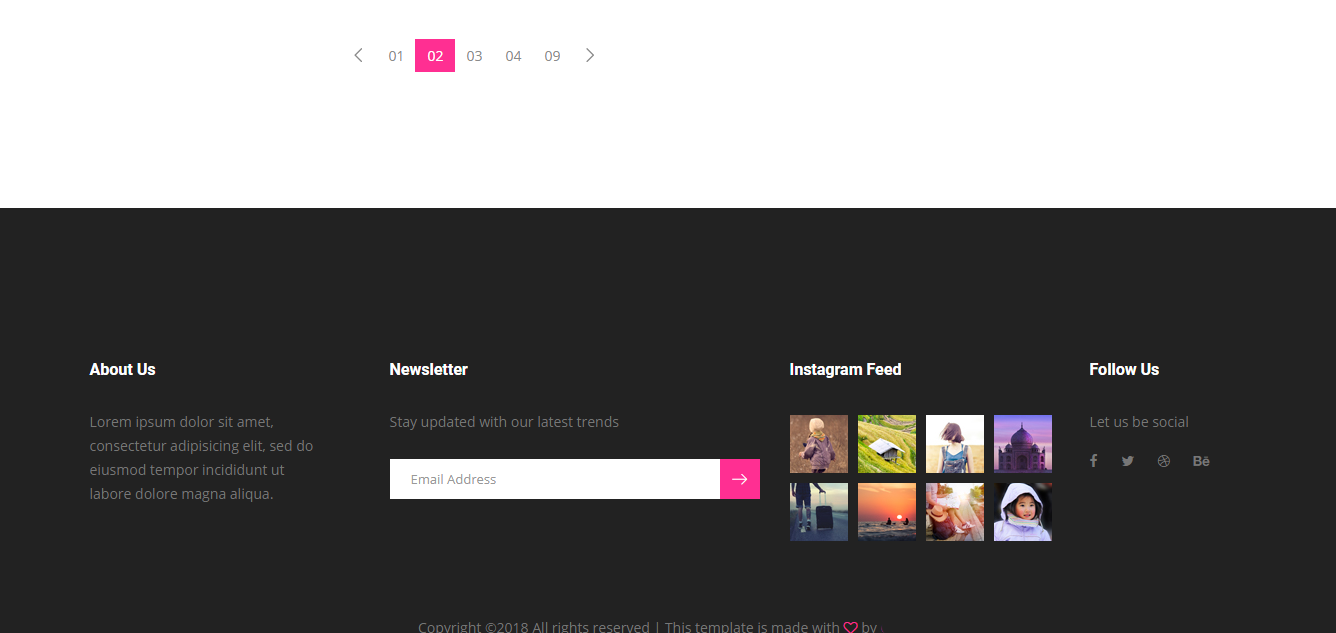 01 02 03 04 09
About Us
Lorem ipsum dolor sit amet,
consectetur adipisicing elit, sed do
eiusmod tempor incididunt ut
labore dolore magna aliqua.
Newsletter
Stay updated with our latest trends
Email Address
Instagram Feed
Follow Us
Let us be social
Bē
Copyright ©2018 All rights reserved | This template is made with ♡ by